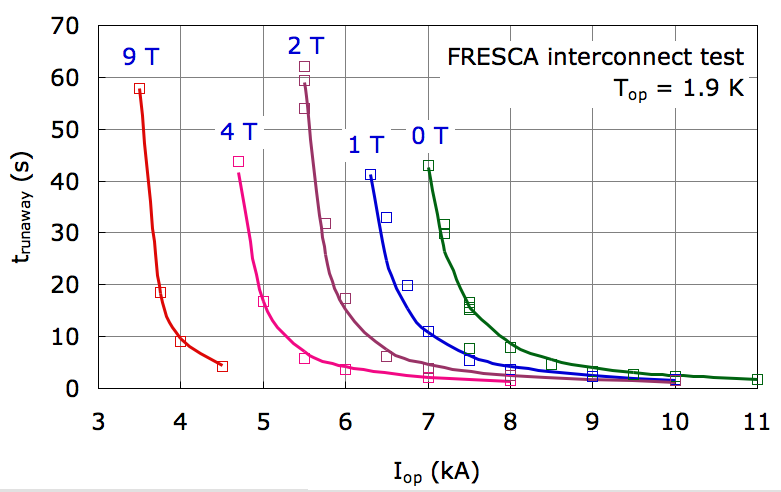 70
60
50
40
30
20
10
0
t_runaway (s)
9 T
4 T
2 T
1 T
0 T
FRESCA interconnect test
T_op = 1.9 K
3 4 5 6 7 8 9 10 11
I_op (kA)